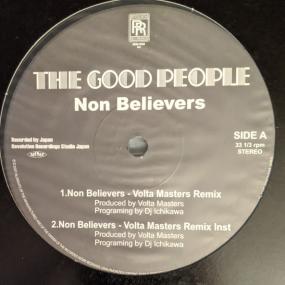 THE GOOD PEOPLE
Non Believers
Recorded by Japan
Revolution Recordings Studio Japan
SIDE A
33 1/3 rpm
STEREO
1.Non Believers - Volta Masters Remix
Produced by Volta Masters
Programing by Dj Ichikawa
2.Non Believers - Volta Masters Remix Inst
Produced by Volta Masters
Programing by Dj Ichikawa